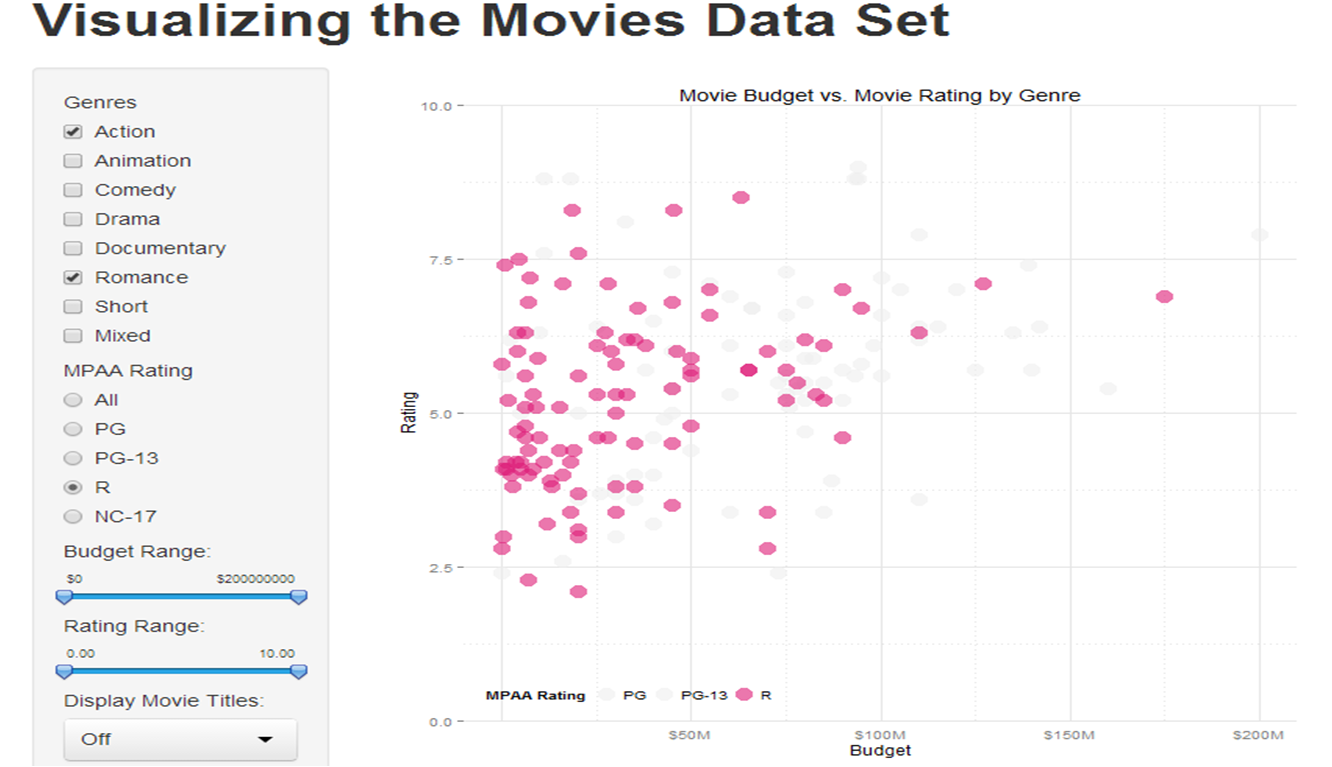 Visualizing the Movies Data Set
Genres
Action
Animation
Comedy
Drama
Documentary
Romance
Short
Mixed
MPAA Rating
All
PG
PG-13
R
NC-17
Budget Range:
$0 $200000000
Rating Range:
0.00 10.00
Display Movie Titles:
Off
Movie Budget vs. Movie Rating by Genre
10.0
7.5
5.0
2.5
0.0
Rating
MPAA Rating PG PG-13 R
$50M $100M $150M $200M
Budget